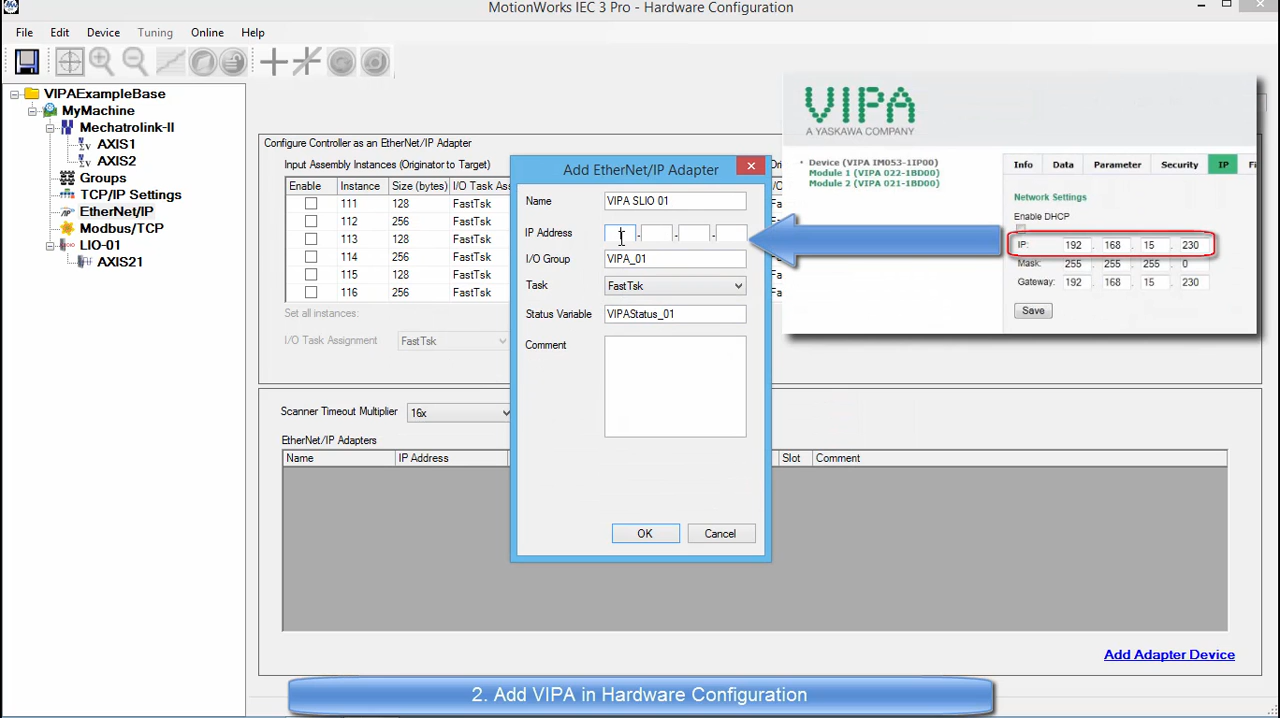 MotionWorks IEC 3 Pro - Hardware Configuration
File Edit Device Tuning Online Help
VIPAExampleBase
MyMachine
Mechatrolink-II
AXIS1
AXIS2
Groups
TCP/IP Settings
EtherNet/IP
Modbus/TCP
LIO-01
AXIS21
Configure Controller as an EtherNet/IP Adapter
Input Assembly Instances (Originator to Target)
Enable Instance Size (bytes) I/O Task As
111 128 FastTsk
112 256 FastTsk
113 128 FastTsk
114 256 FastTsk
115 128 FastTsk
116 256 FastTsk
Set all instances:
I/O Task Assignment FastTsk
Scanner Timeout Multiplier 16x
EtherNet/IP Adapters
Name IP Address Slot Comment
Add EtherNet/IP Adapter
Name VIPA SLIO 01
IP Address
I/O Group VIPA_01
Task FastTsk
Status Variable VIPAStatus_01
Comment
OK Cancel
VIPA
A YASKAWA COMPANY
Device (VIPA IM053-1IP00)
Module 1 (VIPA 022-1BD00)
Module 2 (VIPA 021-1BD00)
Info Data Parameter Security IP Fi
Network Settings
Enable DHCP
IP: 192 . 168 . 15 . 230
Mask: 255 . 255 . 255 . 0
Gateway: 192 . 168 . 15 . 230
Save
Add Adapter Device
2. Add VIPA in Hardware Configuration